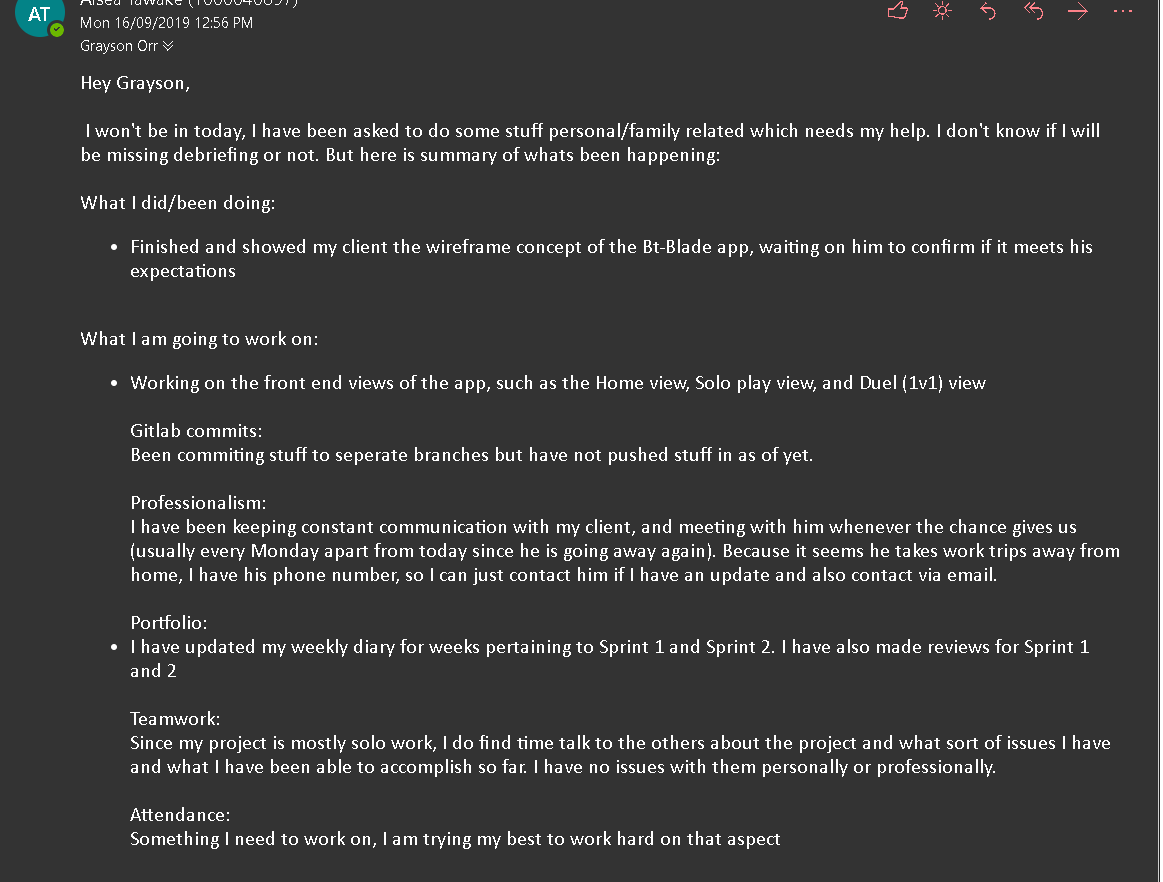 AT
Mon 16/09/2019 12:56 PM
Grayson Orr
Hey Grayson,
I won't be in today, I have been asked to do some stuff personal/family related which needs my help. I don't know if I will
be missing debriefing or not. But here is summary of whats been happening:
What I did/been doing:
• Finished and showed my client the wireframe concept of the Bt-Blade app, waiting on him to confirm if it meets his
expectations
What I am going to work on:
• Working on the front end views of the app, such as the Home view, Solo play view, and Duel (1v1) view
Gitlab commits:
Been commiting stuff to seperate branches but have not pushed stuff in as of yet.
Professionalism:
I have been keeping constant communication with my client, and meeting with him whenever the chance gives us
(usually every Monday apart from today since he is going away again). Because it seems he takes work trips away from
home, I have his phone number, so I can just contact him if I have an update and also contact via email.
Portfolio:
• I have updated my weekly diary for weeks pertaining to Sprint 1 and Sprint 2. I have also made reviews for Sprint 1
and 2
Teamwork:
Since my project is mostly solo work, I do find time talk to the others about the project and what sort of issues I have
and what I have been able to accomplish so far. I have no issues with them personally or professionally.
Attendance:
Something I need to work on, I am trying my best to work hard on that aspect